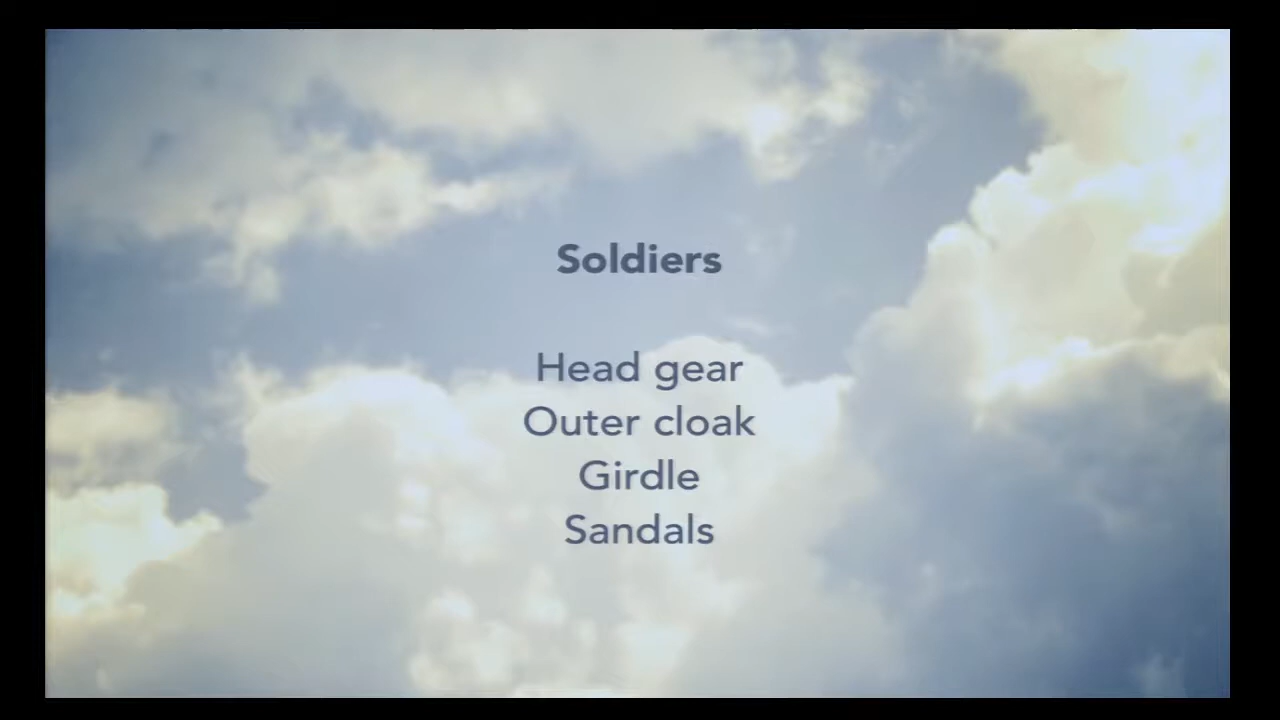 Soldiers
Head gear
Outer cloak
Girdle
Sandals